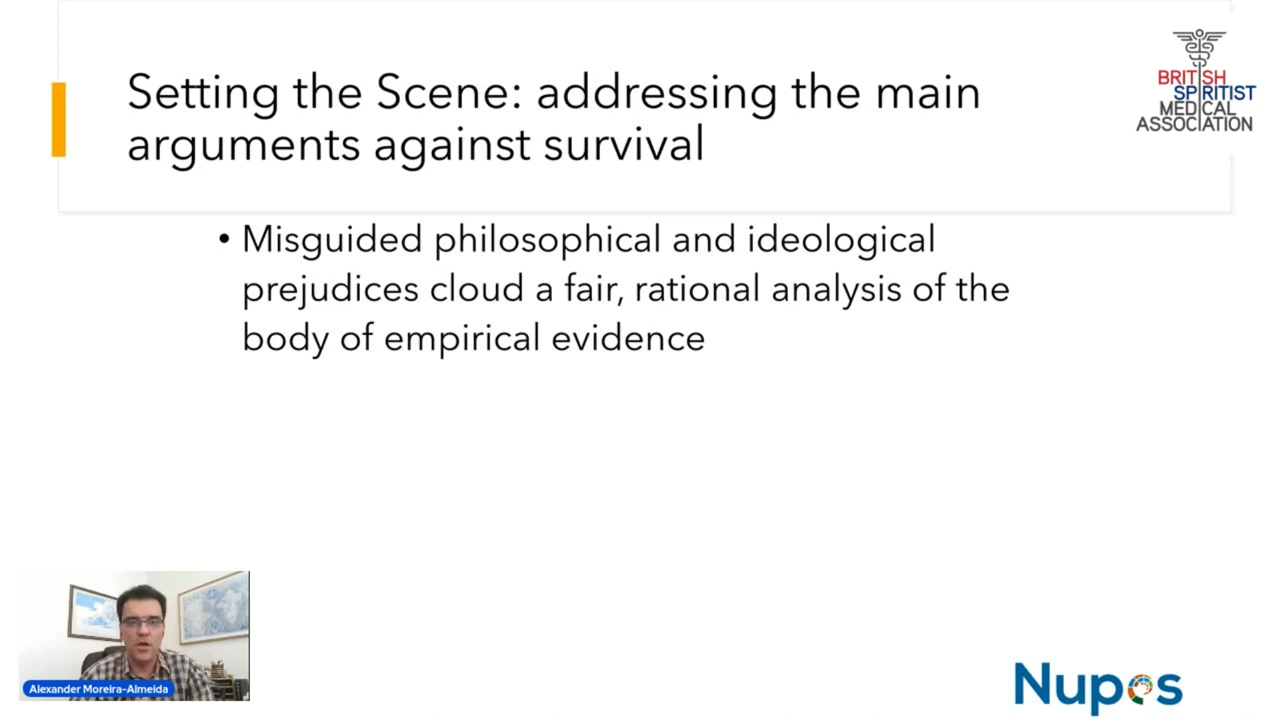 Setting the Scene: addressing the main
arguments against survival
BRITISH
SPIRITIST
MEDICAL
ASSOCIATION
• Misguided philosophical and ideological
prejudices cloud a fair, rational analysis of the
body of empirical evidence
Alexander Moreira-Almeida
Nupes